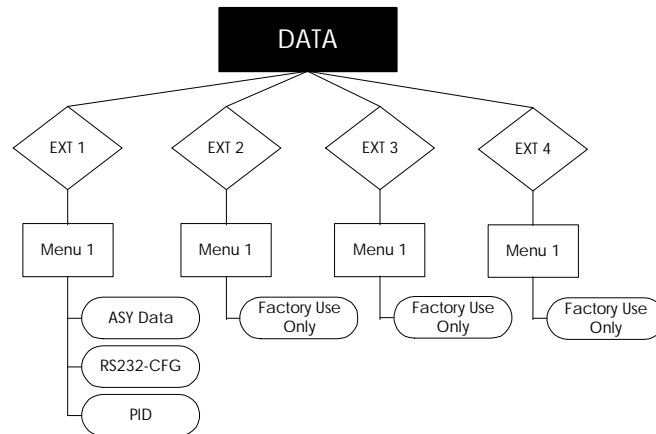 DATA
EXT 1
EXT 2
EXT 3
EXT 4
Menu 1
Menu 1
Menu 1
Menu 1
ASY Data
RS232-CFG
PID
Factory Use
Only
Factory Use
Only
Factory Use
Only